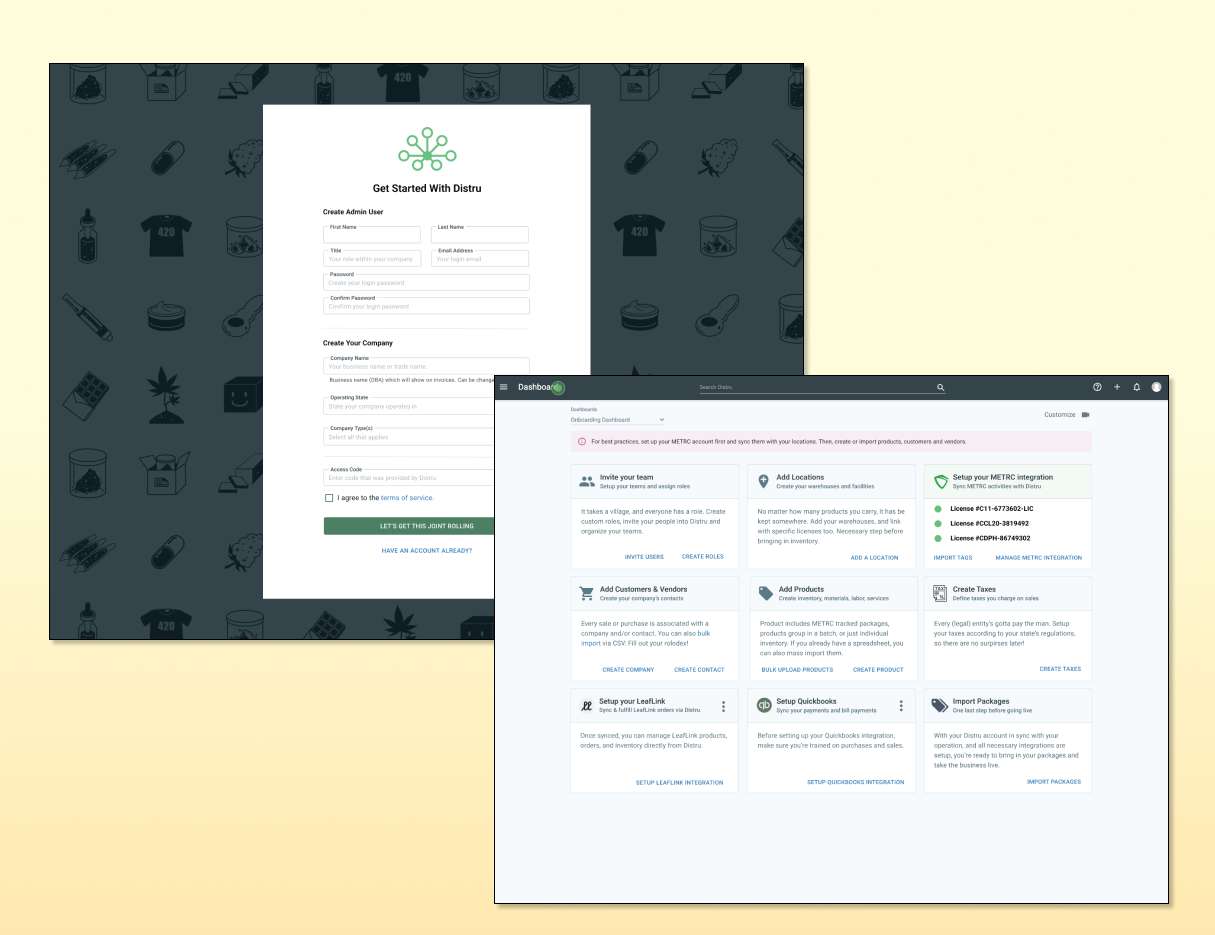 420
420
420
Get Started With Distru
Create Admin User
First Name
Last Name
Title
Your role within your company
Email Address
Your login email
Password
Create your login password
Confirm Password
Confirm your login password
Create Your Company
Company Name
Your business name or trade name
Business name (DBA) which will show on invoices. Can be change
Operating State
State your company operates in
Company Type(s)
Select all that applies
Access Code
Enter code that was provided by Distru
I agree to the terms of service.
LET'S GET THIS JOINT ROLLING
HAVE AN ACCOUNT ALREADY?
420
Dashboard
Search Distru
Dashboards
Onboarding Dashboard
Customize
For best practices, set up your METRC account first and sync them with your locations. Then, create or import products, customers and vendors.
Invite your team
Setup your teams and assign roles
It takes a village, and everyone has a role. Create
custom roles, invite your people into Distru and
organize your teams.
INVITE USERS
CREATE ROLES
Add Locations
Create your warehouses and facilities
No matter how many products you carry, it has be
kept somewhere. Add your warehouses, and link
with specific licenses too. Necessary step before
bringing in inventory.
ADD A LOCATION
Setup your METRC integration
Sync METRC activities with Distru
License #C11-6773602-LIC
License #CCL20-3819492
License #CDPH-86749302
IMPORT TAGS
MANAGE METRC INTEGRATION
Add Customers & Vendors
Create your company's contacts
Every sale or purchase is associated with a
company and/or contact. You can also bulk
import via CSV. Fill out your rolodex!
CREATE COMPANY
CREATE CONTACT
Add Products
Create inventory, materials, labor, services
Product includes METRC tracked packages,
products group in a batch, or just individual
inventory. If you already have a spreadsheet, you
can also mass import them.
BULK UPLOAD PRODUCTS
CREATE PRODUCT
TAX
Create Taxes
Define taxes you charge on sales
Every (legal) entity's gotta pay the man. Setup
your taxes according to your state's regulations,
so there are no surpirses later!
CREATE TAXES
Setup your LeafLink
Sync & fulfill LeafLink orders via Distru
Once synced, you can manage LeafLink products,
orders, and inventory directly from Distru.
SETUP LEAFLINK INTEGRATION
qb
Setup Quickbooks
Sync your payments and bill payments
Before setting up your Quickbooks integration,
make sure you're trained on purchases and sales.
SETUP QUICKBOOKS INTEGRATION
Import Packages
One last step before going live
With your Distru account in sync with your
operation, and all necessary integrations are
setup, you're ready to bring in your packages and
take the business live.
IMPORT PACKAGES